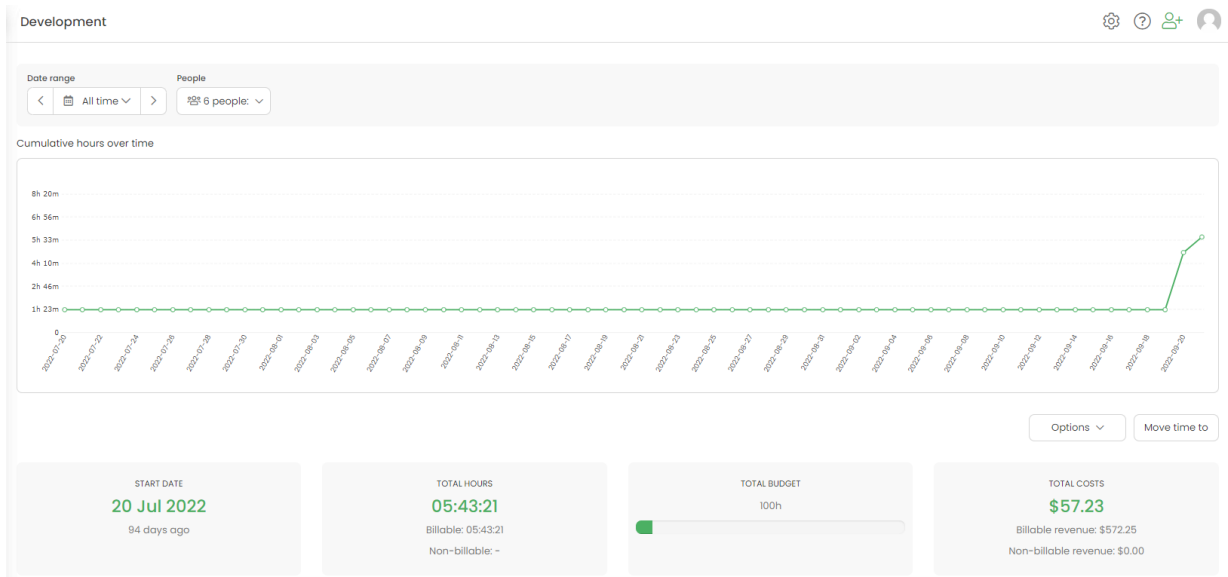 Development
Date range
People
All time
6 people:
Cumulative hours over time
8h 20m
6h 56m
5h 33m
4h 10m
2h 46m
1h 23m
0
2022-07-20
2022-07-22
2022-07-24
2022-07-26
2022-07-28
2022-07-30
2022-08-01
2022-08-03
2022-08-05
2022-08-07
2022-08-09
2022-08-11
2022-08-13
2022-08-15
2022-08-17
2022-08-19
2022-08-21
2022-08-23
2022-08-25
2022-08-27
2022-08-29
2022-08-31
2022-09-02
2022-09-04
2022-09-06
2022-09-08
2022-09-10
2022-09-12
2022-09-14
2022-09-16
2022-09-18
2022-09-20
Options
Move time to
START DATE
20 Jul 2022
94 days ago
TOTAL HOURS
05:43:21
Billable: 05:43:21
Non-billable: -
TOTAL BUDGET
100h
TOTAL COSTS
$57.23
Billable revenue: $572.25
Non-billable revenue: $0.00